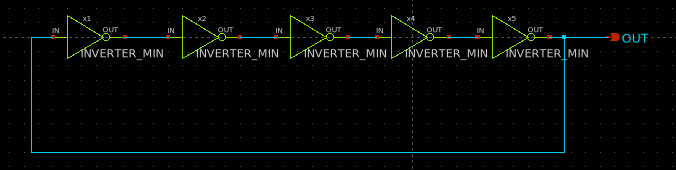 x1 x2 x3 x4 x5
IN OUT IN OUT IN OUT IN OUT IN OUT OUT
INVERTER_MIN INVERTER_MIN INVERTER_MIN INVERTER_MIN INVERTER_MIN